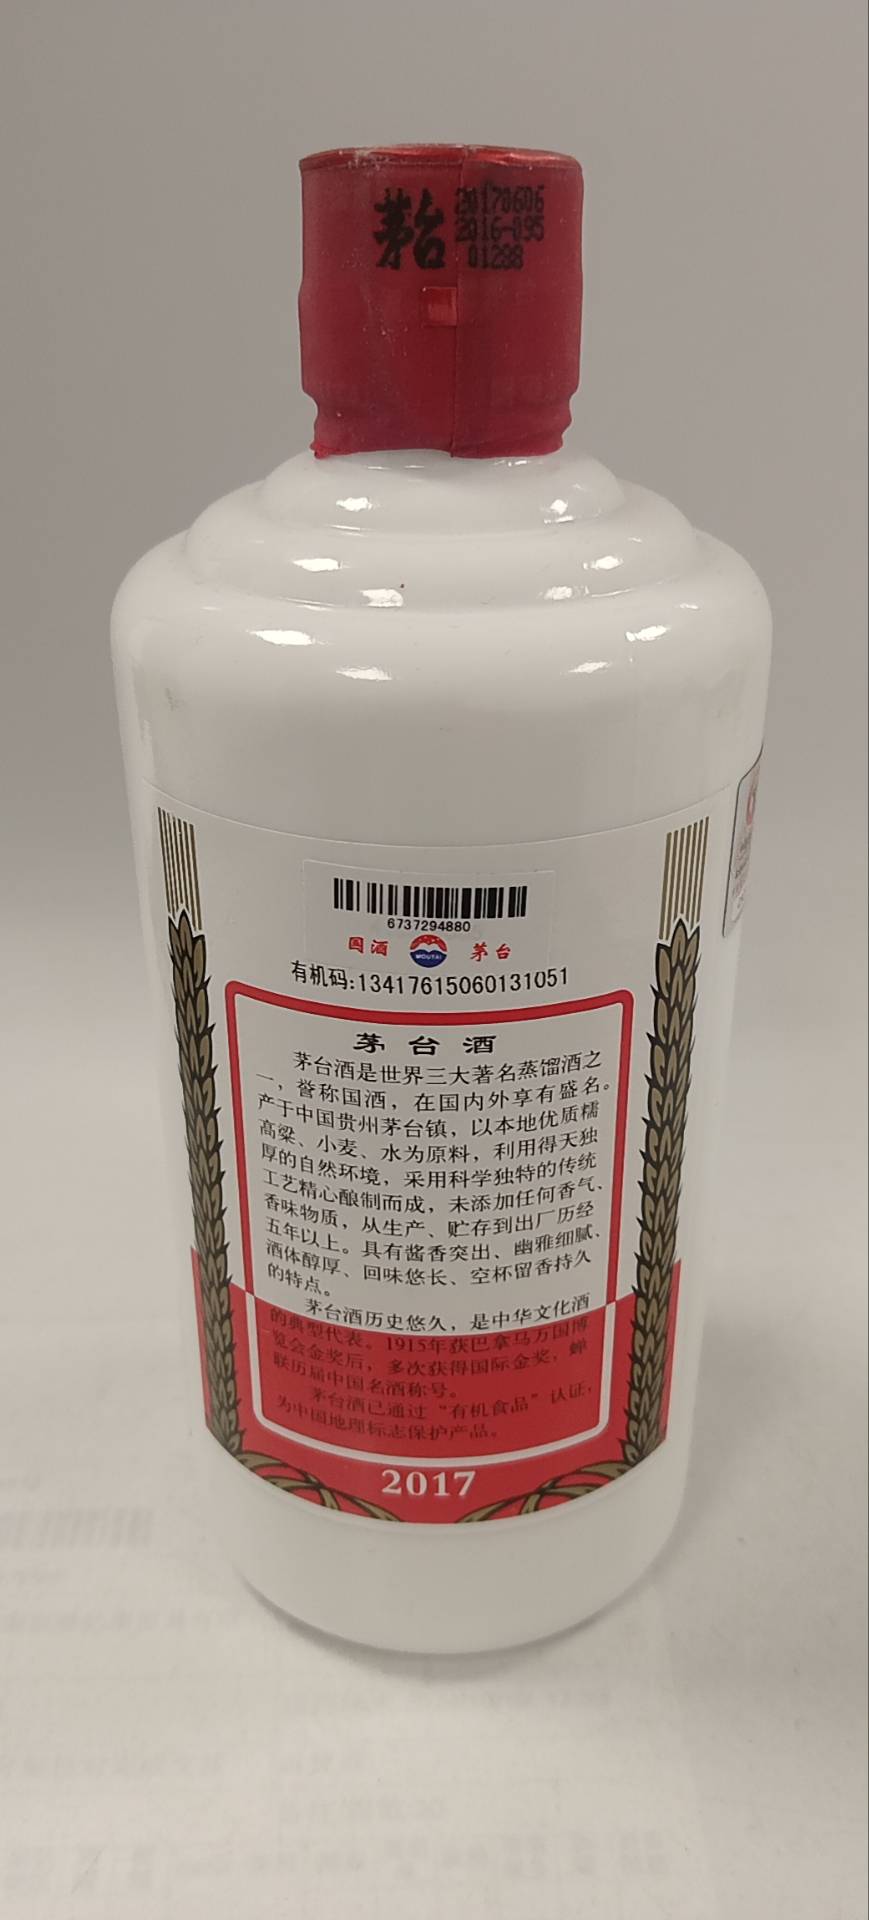 茅台
20170606
2016-095
01288
6737294880
国酒 MOUTAI 茅台
有机码:13417615060131051
茅台酒
茅台酒是世界三大著名蒸馏酒之
一，誉称国酒，在国内外享有盛名。
产于中国贵州茅台镇，以本地优质糯
高粱、小麦、水为原料，利用得天独
厚的自然环境，采用科学独特的传统
工艺精心酿制而成，未添加任何香气、
香味物质，从生产、贮存到出厂历经
五年以上。具有酱香突出、幽雅细腻、
酒体醇厚、回味悠长、空杯留香持久
的特点。
茅台酒历史悠久，是中华文化酒
的典型代表。1915年获巴拿马万国博
览会金奖后，多次获得国际金奖，蝉
联历届中国名酒称号。
茅台酒已通过“有机食品”认证，
为中国地理标志保护产品。
2017